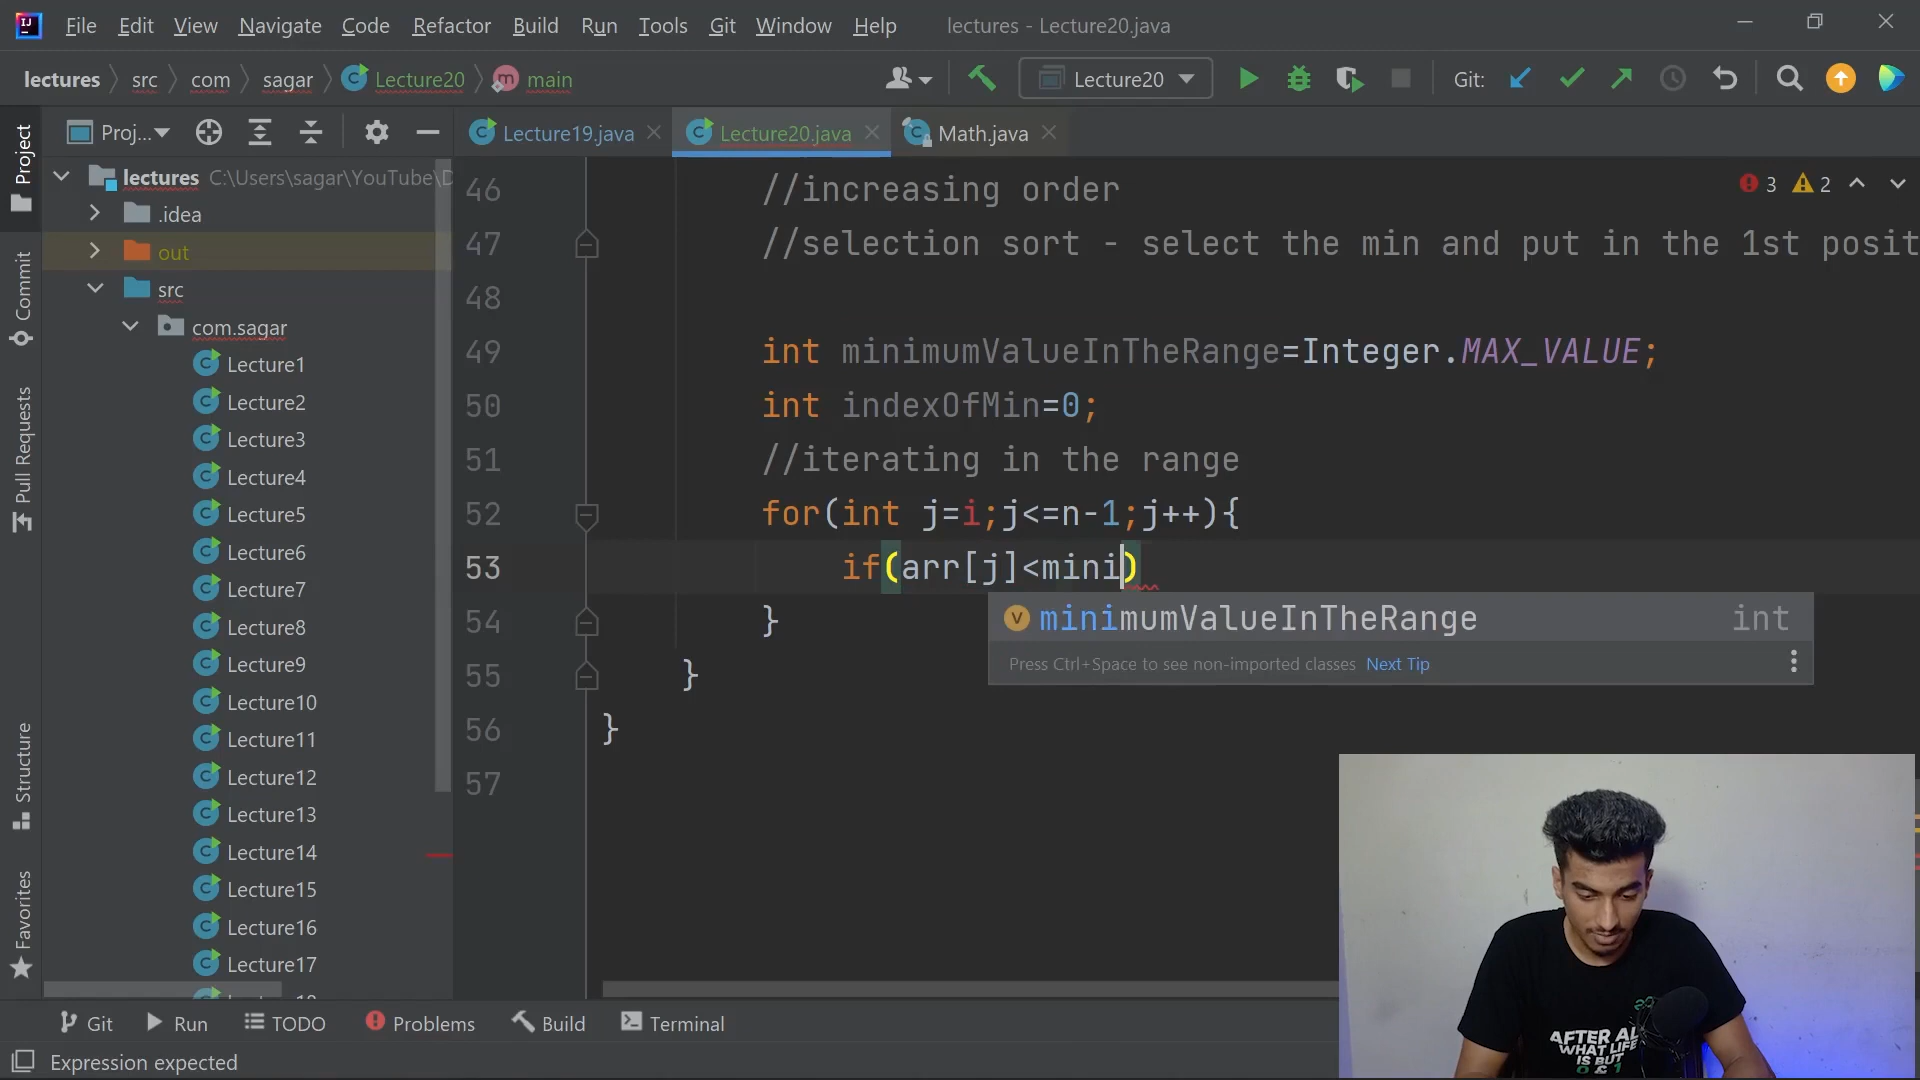 File Edit View Navigate Code Refactor Build Run Tools Git Window Help lectures - Lecture20.java
lectures src com sagar Lecture20 main Lecture20 Git:
Proj... Lecture19.java Lecture20.java Math.java
Project
Commit
Pull Requests
Structure
Favorites
lectures C:\Users\sagar\YouTube\D
.idea
out
src
com.sagar
Lecture1
Lecture2
Lecture3
Lecture4
Lecture5
Lecture6
Lecture7
Lecture8
Lecture9
Lecture10
Lecture11
Lecture12
Lecture13
Lecture14
Lecture15
Lecture16
Lecture17
3 2
46 //increasing order
47 //selection sort - select the min and put in the 1st posit
48
49 int minimumValueInTheRange=Integer.MAX_VALUE;
50 int indexOfMin=0;
51 //iterating in the range
52 for(int j=i;j<=n-1;j++){
53 if(arr[j]<mini)
minimumValueInTheRange int
Press Ctrl+Space to see non-imported classes Next Tip
54 }
55 }
56 }
57
AFTER AL
WHAT LIFE
IS BUT
Git Run TODO Problems Build Terminal
Expression expected